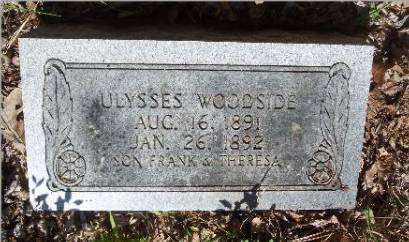 ULYSSES WOODSIDE
AUG. 16, 1891
JAN. 26, 1892
SON FRANK & THERESA